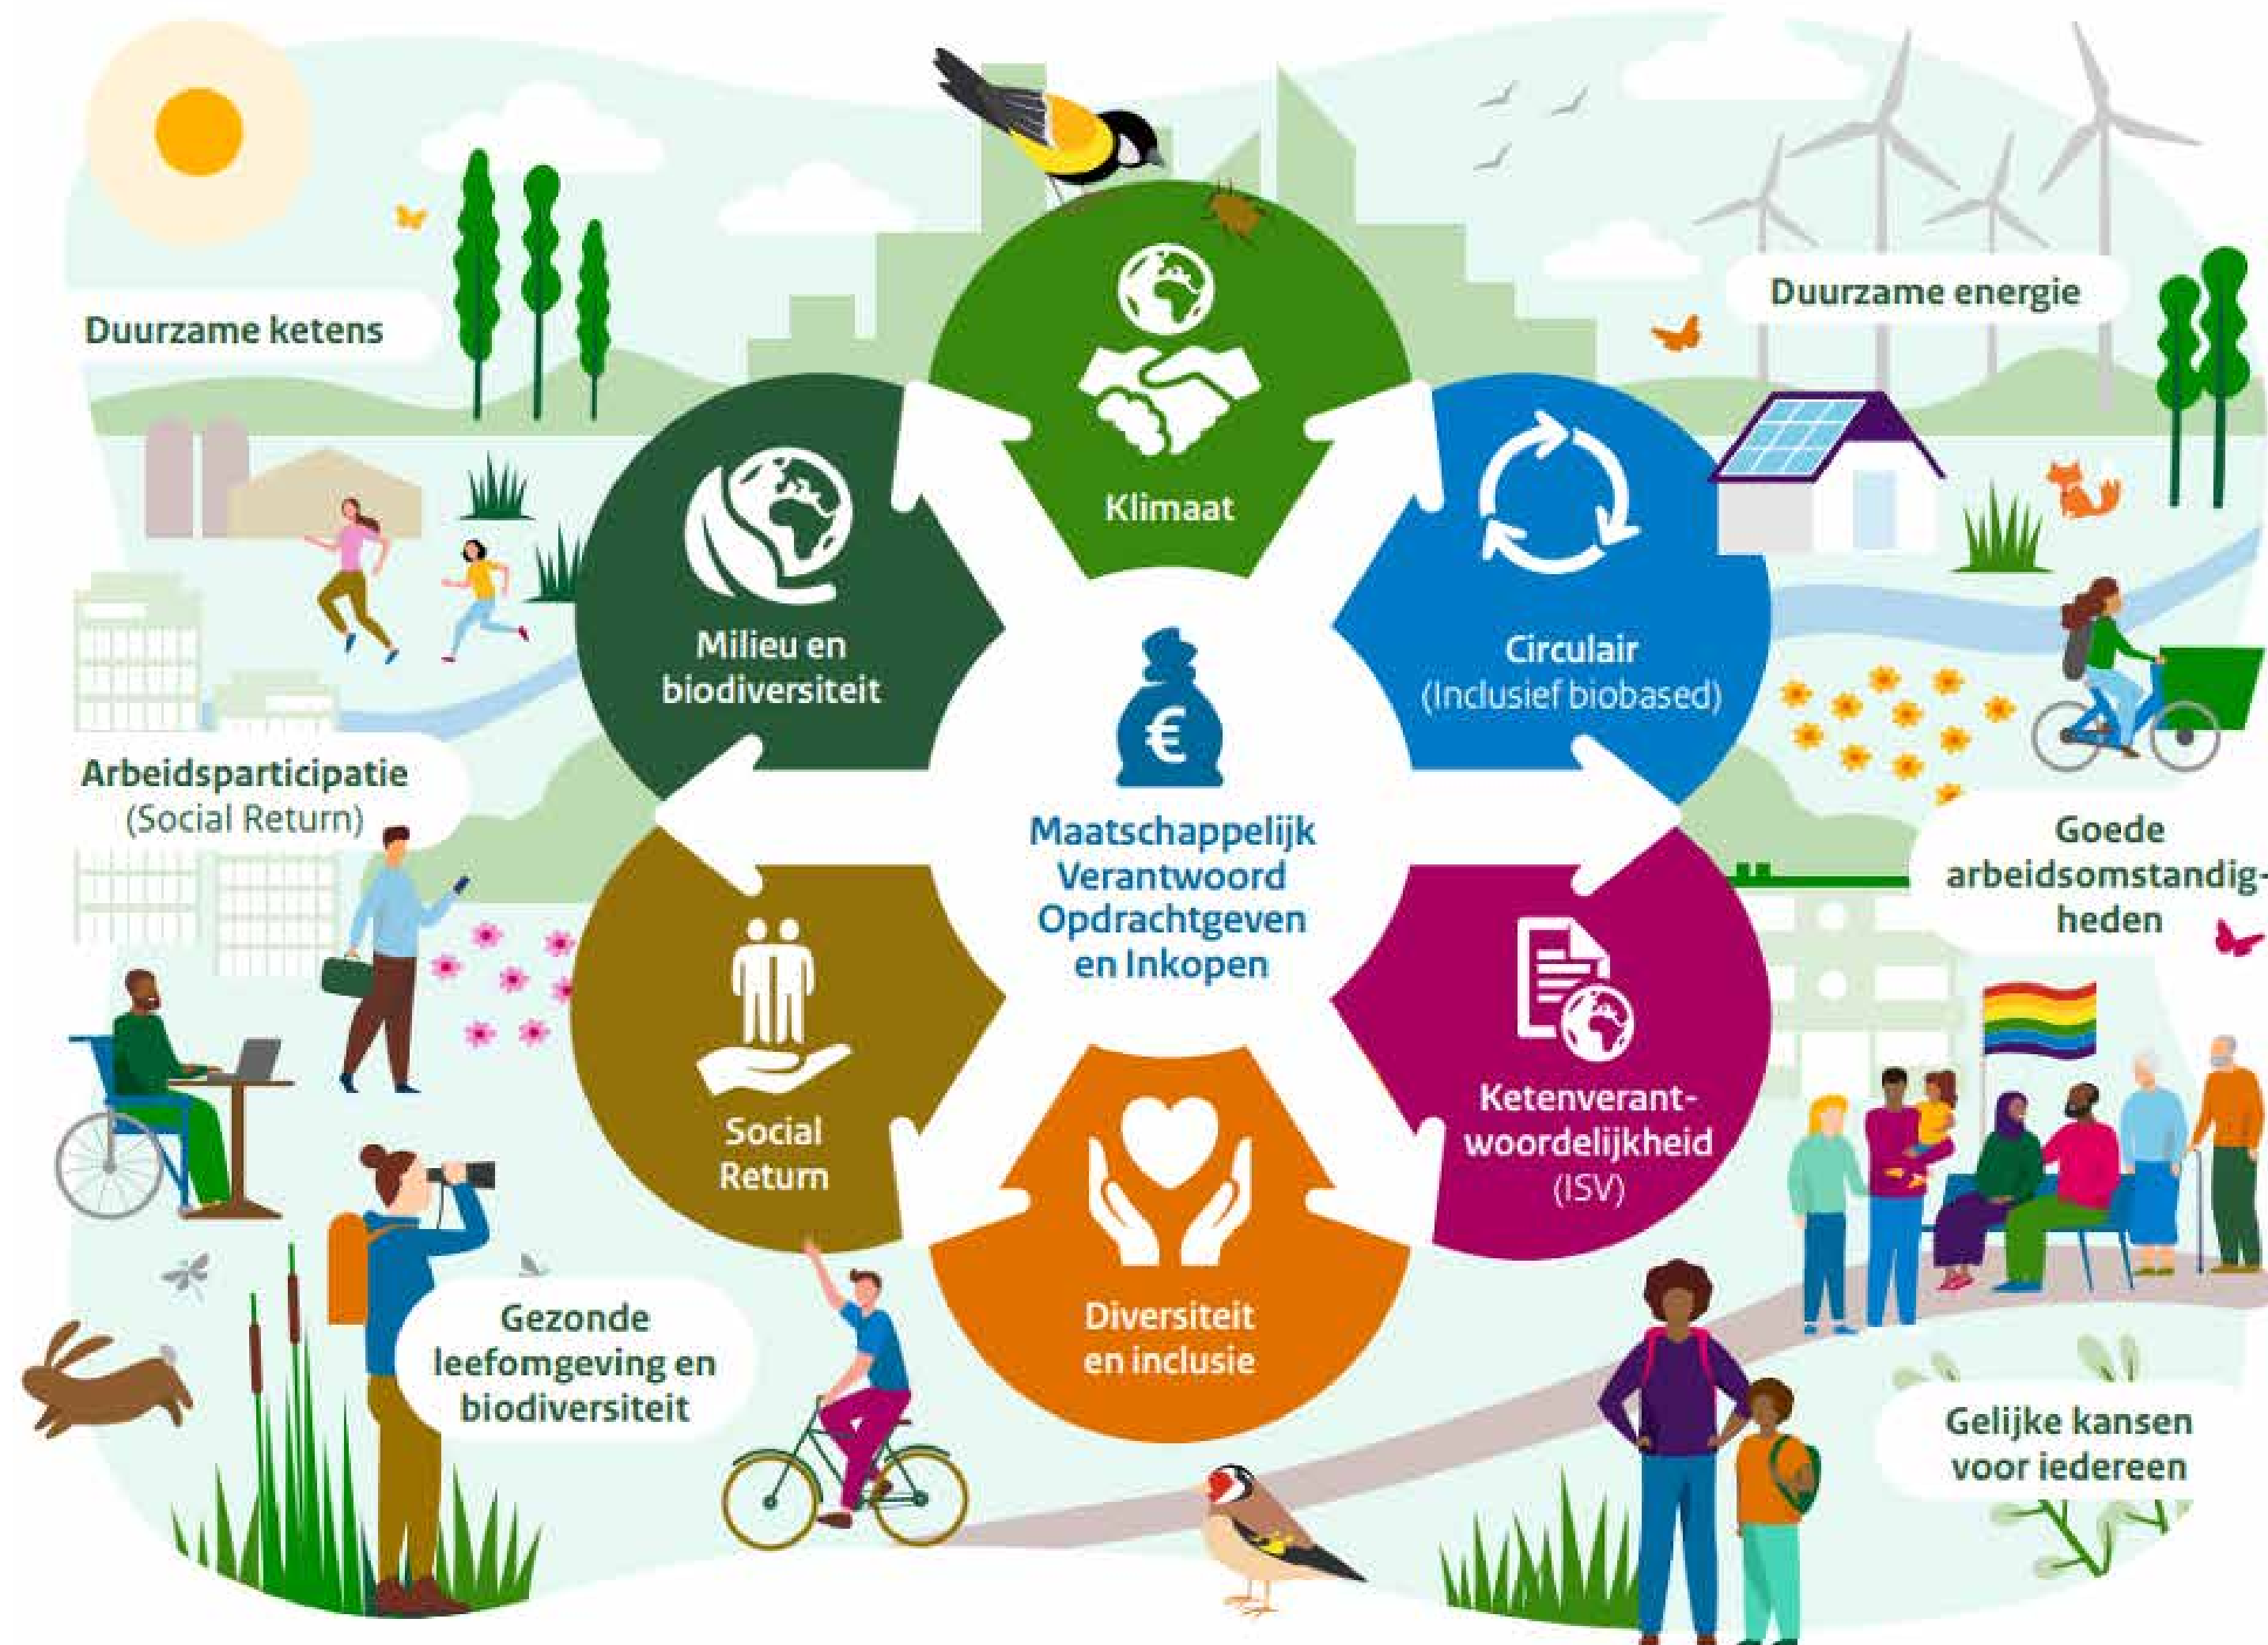 Duurzame energie
Duurzame ketens
Klimaat
Milieu en
biodiversiteit
Circulair
(Inclusief biobased)
€
Arbeidsparticipatie
(Social Return)
Maatschappelijk
Verantwoord
Opdrachtgeven
en Inkopen
Goede
arbeidsomstandig-
heden
Social
Return
Ketenverant-
woordelijkheid
(ISV)
Diversiteit
en inclusie
Gezonde
leefomgeving en
biodiversiteit
Gelijke kansen
voor iedereen